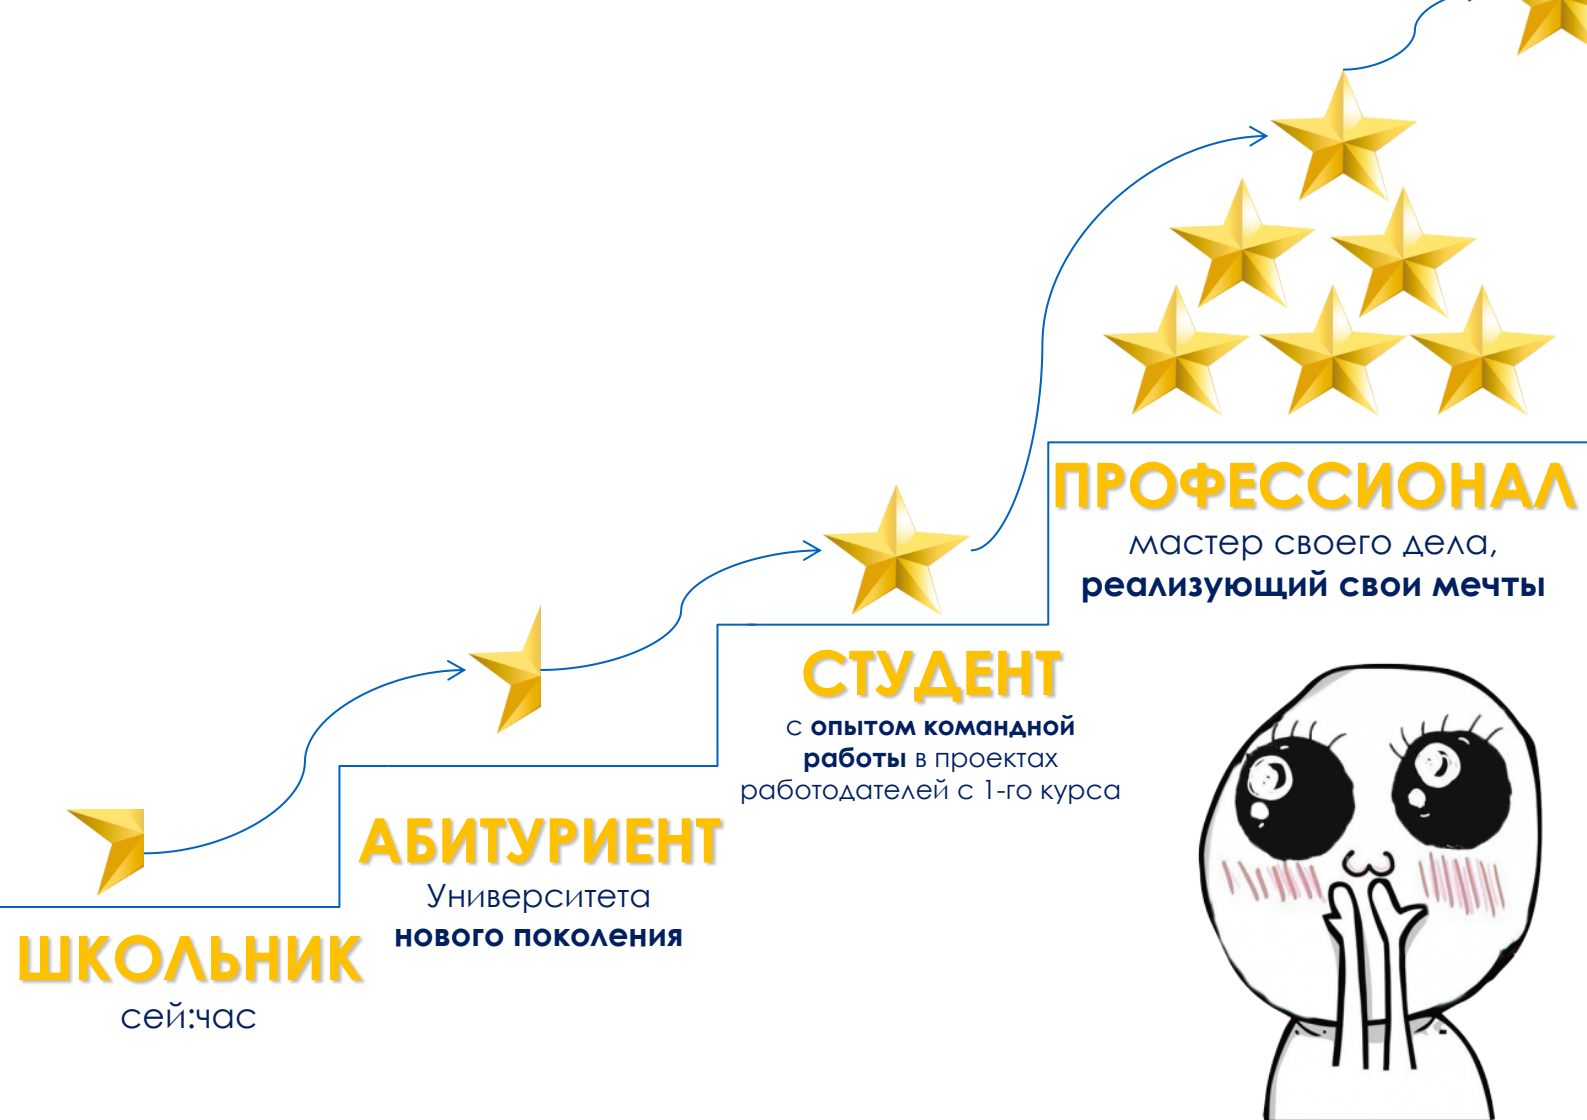 ШКОЛЬНИК
сей:час
АБИТУРИЕНТ
Университета
нового поколения
СТУДЕНТ
с опытом командной
работы в проектах
работодателей с 1-го курса
ПРОФЕССИОНАЛ
мастер своего дела,
реализующий свои мечты